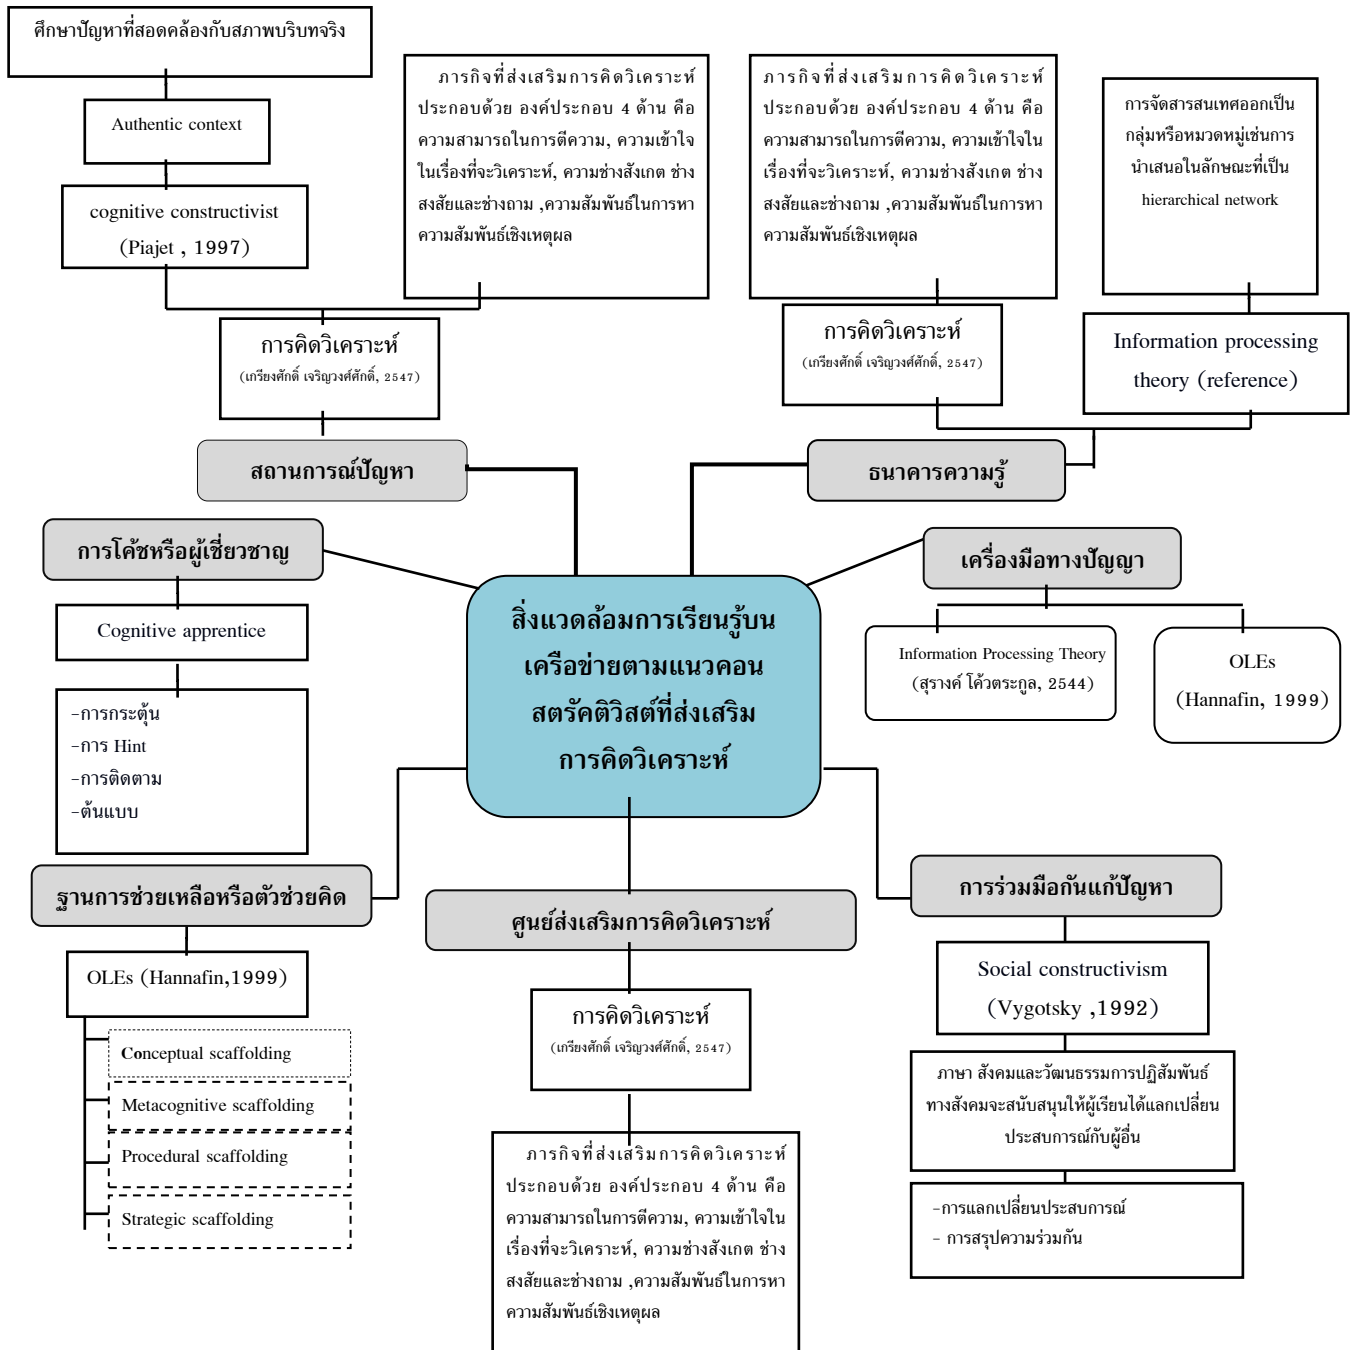 ศึกษาปัญหาที่สอดคล้องกับสภาพบริบทจริง
Authentic context
cognitive constructivist
(Piajet , 1997)
ภารกิจที่ส่งเสริมการคิดวิเคราะห์
ประกอบด้วย องค์ประกอบ 4 ด้าน คือ
ความสามารถในการตีความ, ความเข้าใจ
ในเรื่องที่จะวิเคราะห์, ความช่างสังเกต ช่าง
สงสัยและช่างถาม ,ความสัมพันธ์ในการหา
ความสัมพันธ์เชิงเหตุผล
การคิดวิเคราะห์
(เกรียงศักดิ์ เจริญวงศ์ศักดิ์, 2547)
สถานการณ์ปัญหา
ภารกิจที่ส่งเสริมการคิดวิเคราะห์
ประกอบด้วย องค์ประกอบ 4 ด้าน คือ
ความสามารถในการตีความ, ความเข้าใจใน
เรื่องที่จะวิเคราะห์, ความช่างสังเกต ช่าง
สงสัยและช่างถาม ,ความสัมพันธ์ในการหา
ความสัมพันธ์เชิงเหตุผล
การคิดวิเคราะห์
(เกรียงศักดิ์ เจริญวงศ์ศักดิ์, 2547)
การจัดสารสนเทศออกเป็น
กลุ่มหรือหมวดหมู่เช่นการ
นำเสนอในลักษณะที่เป็น
hierarchical network
Information processing
theory (reference)
ธนาคารความรู้
การโค้ชหรือผู้เชี่ยวชาญ
Cognitive apprentice
-การกระตุ้น
-การ Hint
-การติดตาม
-ต้นแบบ
สิ่งแวดล้อมการเรียนรู้บน
เครือข่ายตามแนวคอน
สตรัคติวิสต์ที่ส่งเสริม
การคิดวิเคราะห์
เครื่องมือทางปัญญา
Information Processing Theory
(สุรางค์ โค้วตระกูล, 2544)
OLEs
(Hannafin, 1999)
ฐานการช่วยเหลือหรือตัวช่วยคิด
OLEs (Hannafin,1999)
Conceptual scaffolding
Metacognitive scaffolding
Procedural scaffolding
Strategic scaffolding
ศูนย์ส่งเสริมการคิดวิเคราะห์
การคิดวิเคราะห์
(เกรียงศักดิ์ เจริญวงศ์ศักดิ์, 2547)
ภารกิจที่ส่งเสริมการคิดวิเคราะห์
ประกอบด้วย องค์ประกอบ 4 ด้าน คือ
ความสามารถในการตีความ, ความเข้าใจใน
เรื่องที่จะวิเคราะห์, ความช่างสังเกต ช่าง
สงสัยและช่างถาม ,ความสัมพันธ์ในการหา
ความสัมพันธ์เชิงเหตุผล
การร่วมมือกันแก้ปัญหา
Social constructivism
(Vygotsky ,1992)
ภาษา สังคมและวัฒนธรรมการปฏิสัมพันธ์
ทางสังคมจะสนับสนุนให้ผู้เรียนได้แลกเปลี่ยน
ประสบการณ์กับผู้อื่น
-การแลกเปลี่ยนประสบการณ์
- การสรุปความร่วมกัน